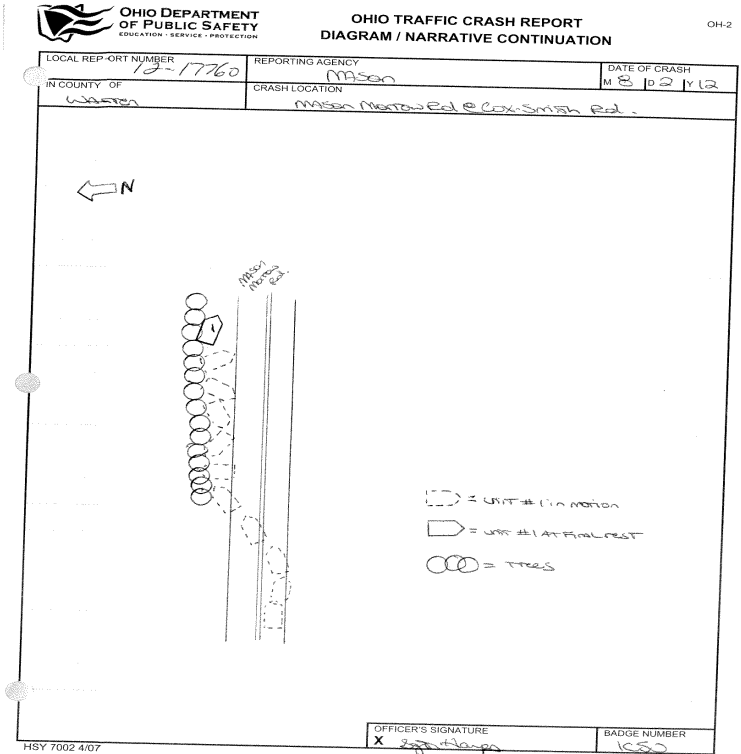 OHIO DEPARTMENT
OF PUBLIC SAFETY
EDUCATION • SERVICE • PROTECTION
OHIO TRAFFIC CRASH REPORT
DIAGRAM / NARRATIVE CONTINUATION
OH-2
LOCAL REPORT NUMBER
12-17760
REPORTING AGENCY
MASON
DATE OF CRASH
M 8 D 2 Y 12
IN COUNTY OF
WARREN
CRASH LOCATION
MASON MORROW Rd @ COX-SMITH Rd.
N
MASON
MORROW
Rd.
1
= UNIT #1 in MOTION
= UNIT #1 AT FINAL REST
= TREES
OFFICER'S SIGNATURE
X
BADGE NUMBER
HSY 7002 4/07